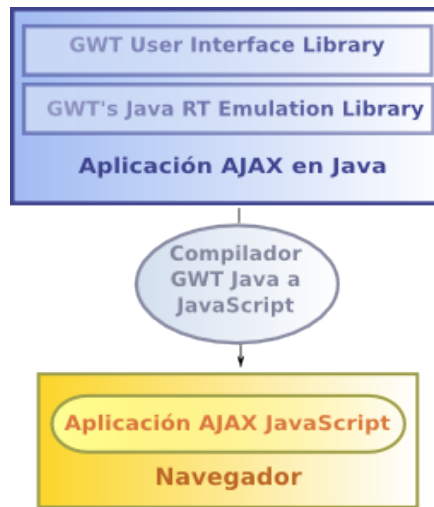 GWT User Interface Library
GWT's Java RT Emulation Library
Aplicación AJAX en Java
Compilador
GWT Java a
JavaScript
Aplicación AJAX JavaScript
Navegador